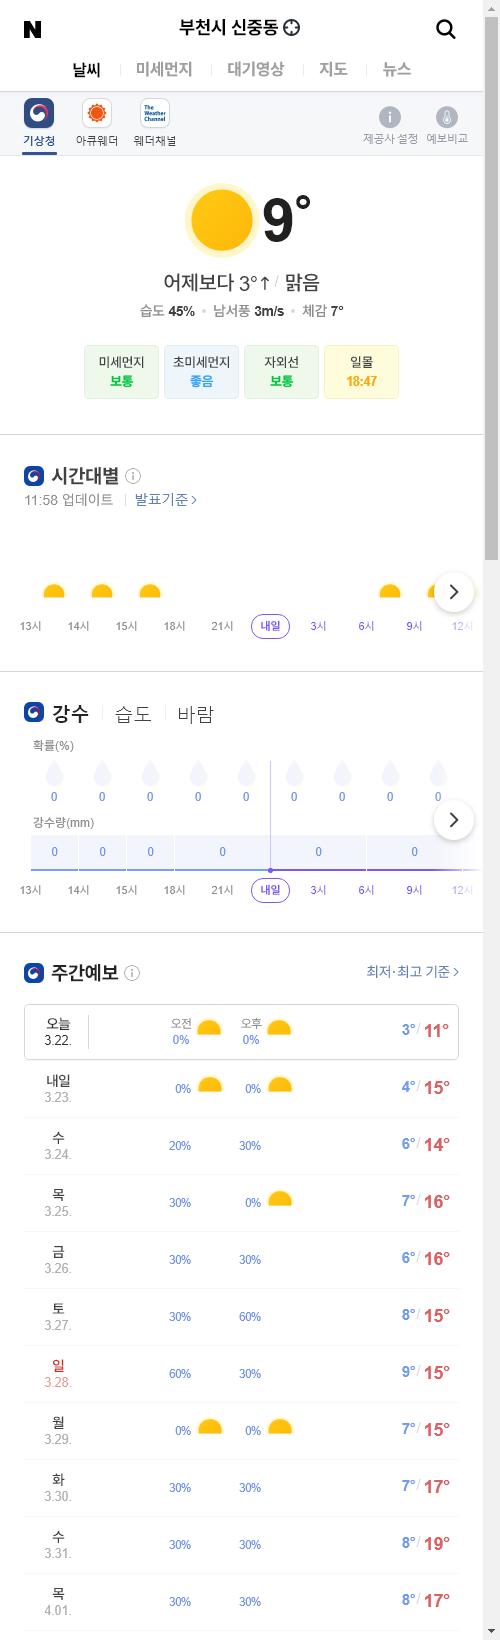 N
부천시 신중동
날씨 미세먼지 대기영상 지도 뉴스
The
Weather
Channel
기상청 아큐웨더 웨더채널 제공사 설정 예보비교
9°
어제보다 3°↑ / 맑음
습도 45% • 남서풍 3m/s • 체감 7°
미세먼지 초미세먼지 자외선 일몰
보통 좋음 보통 18:47
시간대별
11:58 업데이트 발표기준 >
13시 14시 15시 18시 21시 내일 3시 6시 9시 12시
강수 습도 바람
확률(%)
0 0 0 0 0 0 0 0 0
강수량(mm)
0 0 0 0 0 0
13시 14시 15시 18시 21시 내일 3시 6시 9시 12시
주간예보 최저·최고 기준 >
오늘 오전 오후
3.22. 0% 0% 3° / 11°
내일
3.23. 0% 0% 4° / 15°
수
3.24. 20% 30% 6° / 14°
목
3.25. 30% 0% 7° / 16°
금
3.26. 30% 30% 6° / 16°
토
3.27. 30% 60% 8° / 15°
일
3.28. 60% 30% 9° / 15°
월
3.29. 0% 0% 7° / 15°
화
3.30. 30% 30% 7° / 17°
수
3.31. 30% 30% 8° / 19°
목
4.01. 30% 30% 8° / 17°